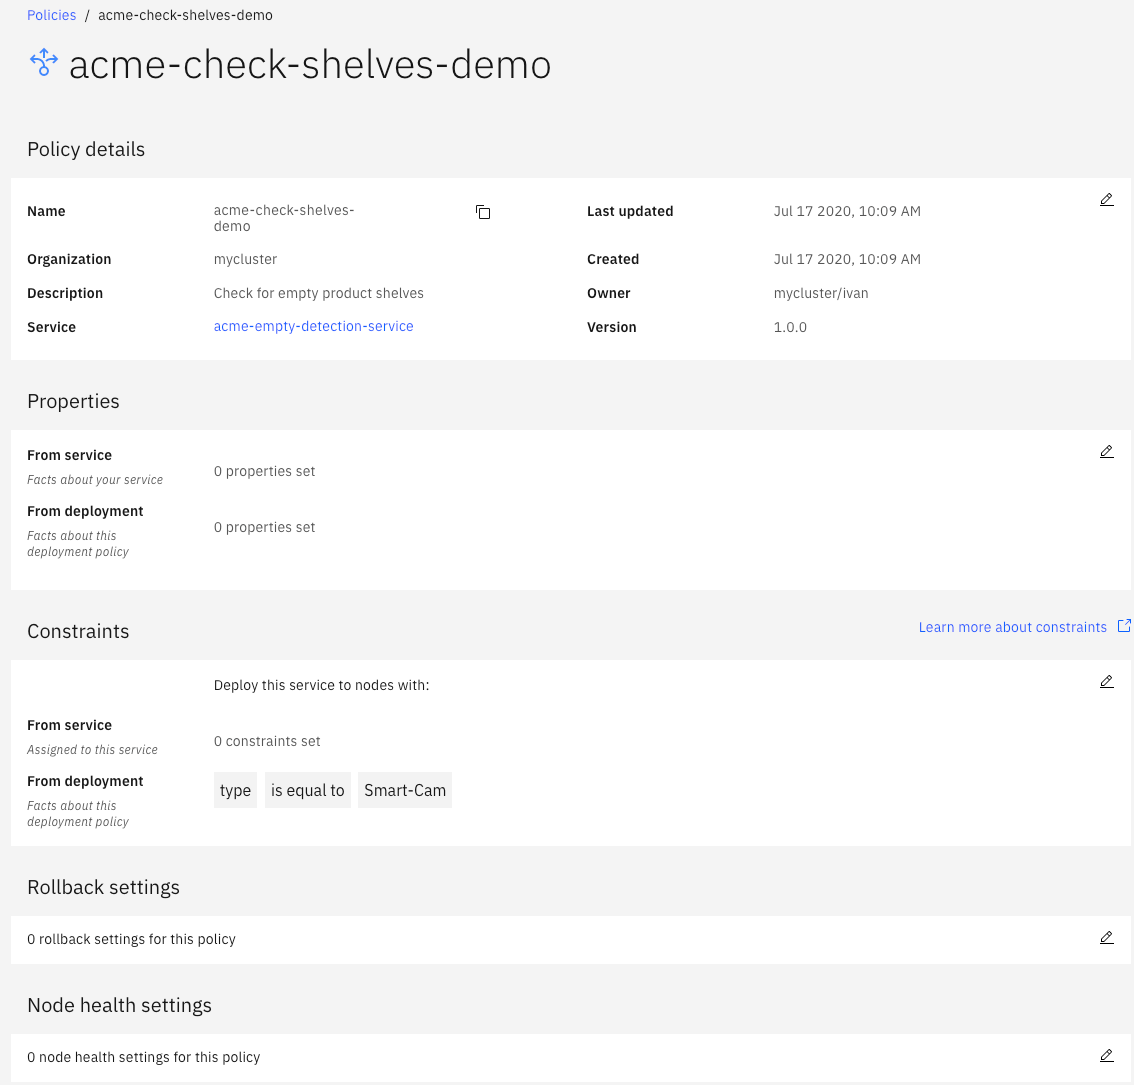 Policies / acme-check-shelves-demo
acme-check-shelves-demo
Policy details
Name
acme-check-shelves-
demo
Last updated
Jul 17 2020, 10:09 AM
Organization
mycluster
Created
Jul 17 2020, 10:09 AM
Description
Check for empty product shelves
Owner
mycluster/ivan
Service
acme-empty-detection-service
Version
1.0.0
Properties
From service
Facts about your service
0 properties set
From deployment
Facts about this
deployment policy
0 properties set
Constraints
Learn more about constraints
Deploy this service to nodes with:
From service
Assigned to this service
0 constraints set
From deployment
Facts about this
deployment policy
type is equal to Smart-Cam
Rollback settings
0 rollback settings for this policy
Node health settings
0 node health settings for this policy